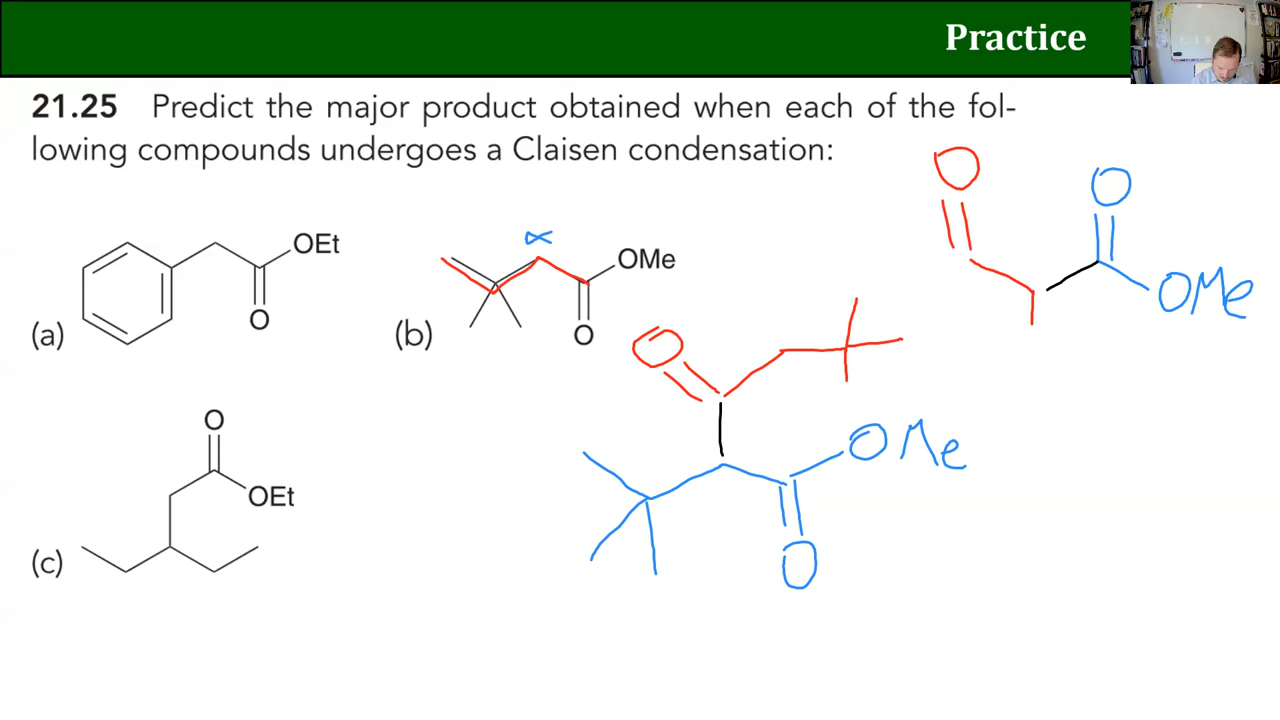 Practice
21.25 Predict the major product obtained when each of the fol-
lowing compounds undergoes a Claisen condensation:
O
O
OMe
(a)
OEt
O
(b)
∝
OMe
O
O
OMe
O
(c)
O
OEt